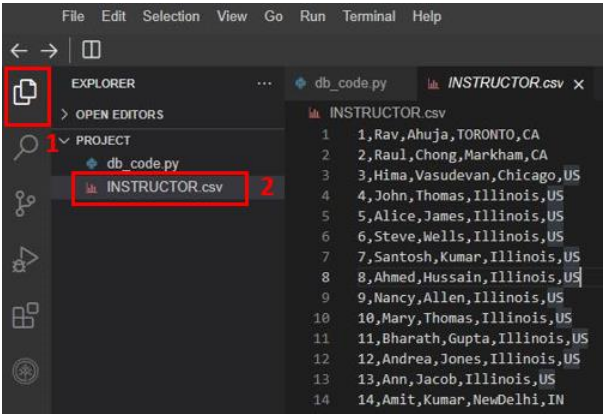 File Edit Selection View Go Run Terminal Help
EXPLORER ...
OPEN EDITORS
1
PROJECT
db_code.py
INSTRUCTOR.csv 2
db_code.py INSTRUCTOR.csv
INSTRUCTOR.csv
1 1,Rav,Ahuja,TORONTO,CA
2 2,Raul,Chong,Markham,CA
3 3,Hima,Vasudevan,Chicago,US
4 4,John,Thomas,Illinois,US
5 5,Alice,James,Illinois,US
6 6,Steve,Wells,Illinois,US
7 7,Santosh,Kumar,Illinois,US
8 8,Ahmed,Hussain,Illinois,US
9 9,Nancy,Allen,Illinois,US
10 10,Mary,Thomas,Illinois,US
11 11,Bharath,Gupta,Illinois,US
12 12,Andrea,Jones,Illinois,US
13 13,Ann,Jacob,Illinois,US
14 14,Amit,Kumar,NewDelhi,IN